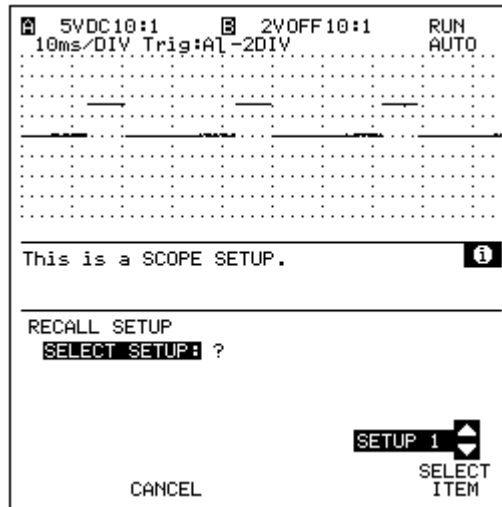 A 5VDC10:1 B 2VOFF10:1 RUN
10ms/DIV Trig:A⎍-2DIV AUTO
This is a SCOPE SETUP. i
RECALL SETUP
SELECT SETUP: ?
SETUP 1
SELECT
CANCEL ITEM